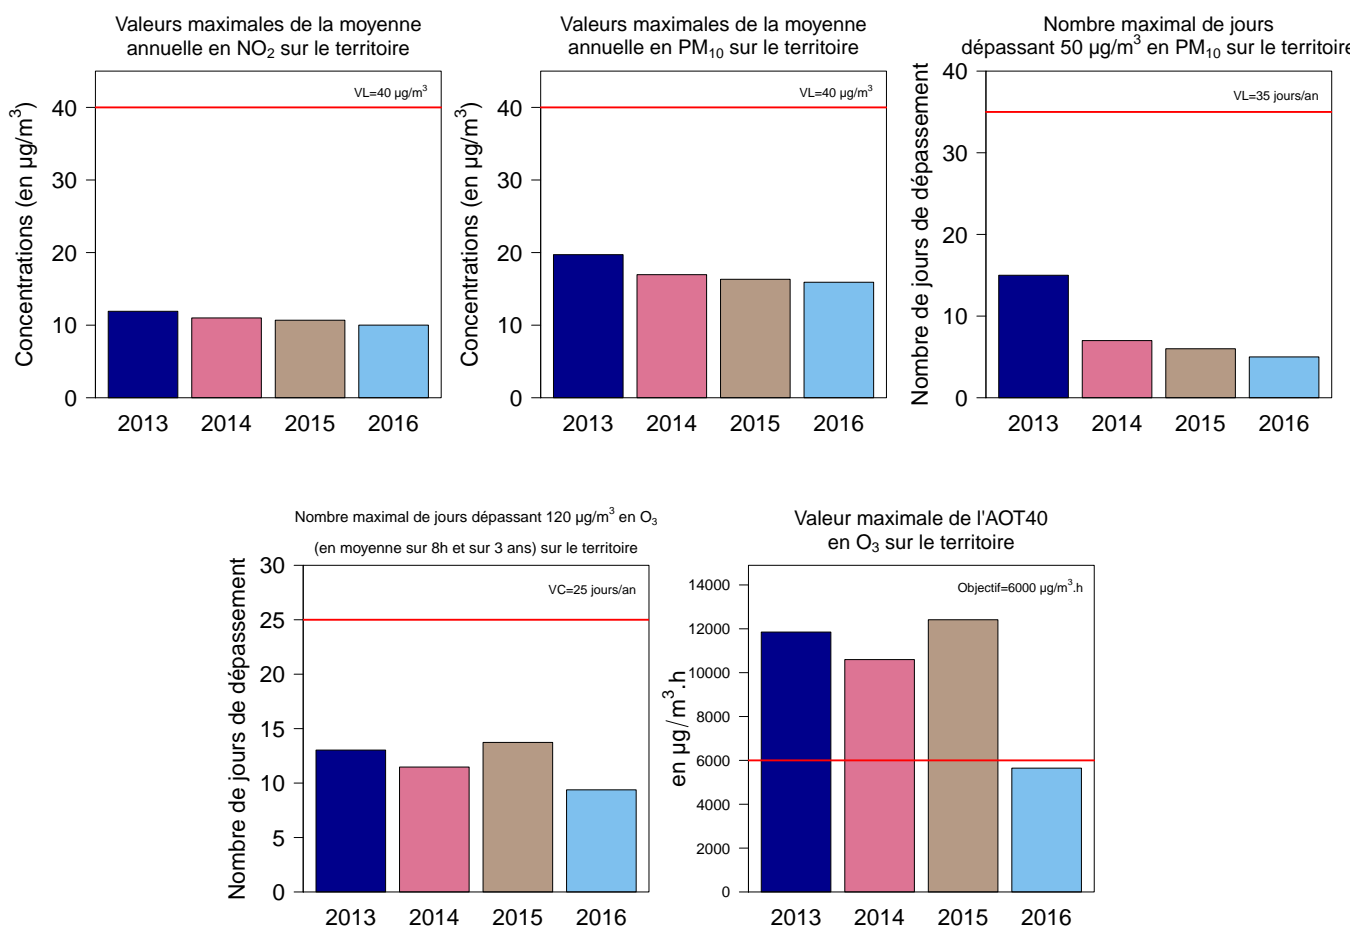 Valeurs maximales de la moyenne
annuelle en NO₂ sur le territoire
Concentrations (en µg/m³)
VL=40 µg/m³
40
30
20
10
0
2013 2014 2015 2016
Valeurs maximales de la moyenne
annuelle en PM₁₀ sur le territoire
Concentrations (en µg/m³)
VL=40 µg/m³
40
30
20
10
0
2013 2014 2015 2016
Nombre maximal de jours
dépassant 50 µg/m³ en PM₁₀ sur le territoire
Nombre de jours de dépassement
VL=35 jours/an
40
30
20
10
0
2013 2014 2015 2016
Nombre maximal de jours dépassant 120 µg/m³ en O₃
(en moyenne sur 8h et sur 3 ans) sur le territoire
Nombre de jours de dépassement
VC=25 jours/an
30
25
20
15
10
5
0
2013 2014 2015 2016
Valeur maximale de l'AOT40
en O₃ sur le territoire
en µg/m³.h
Objectif=6000 µg/m³.h
14000
12000
10000
8000
6000
4000
2000
0
2013 2014 2015 2016